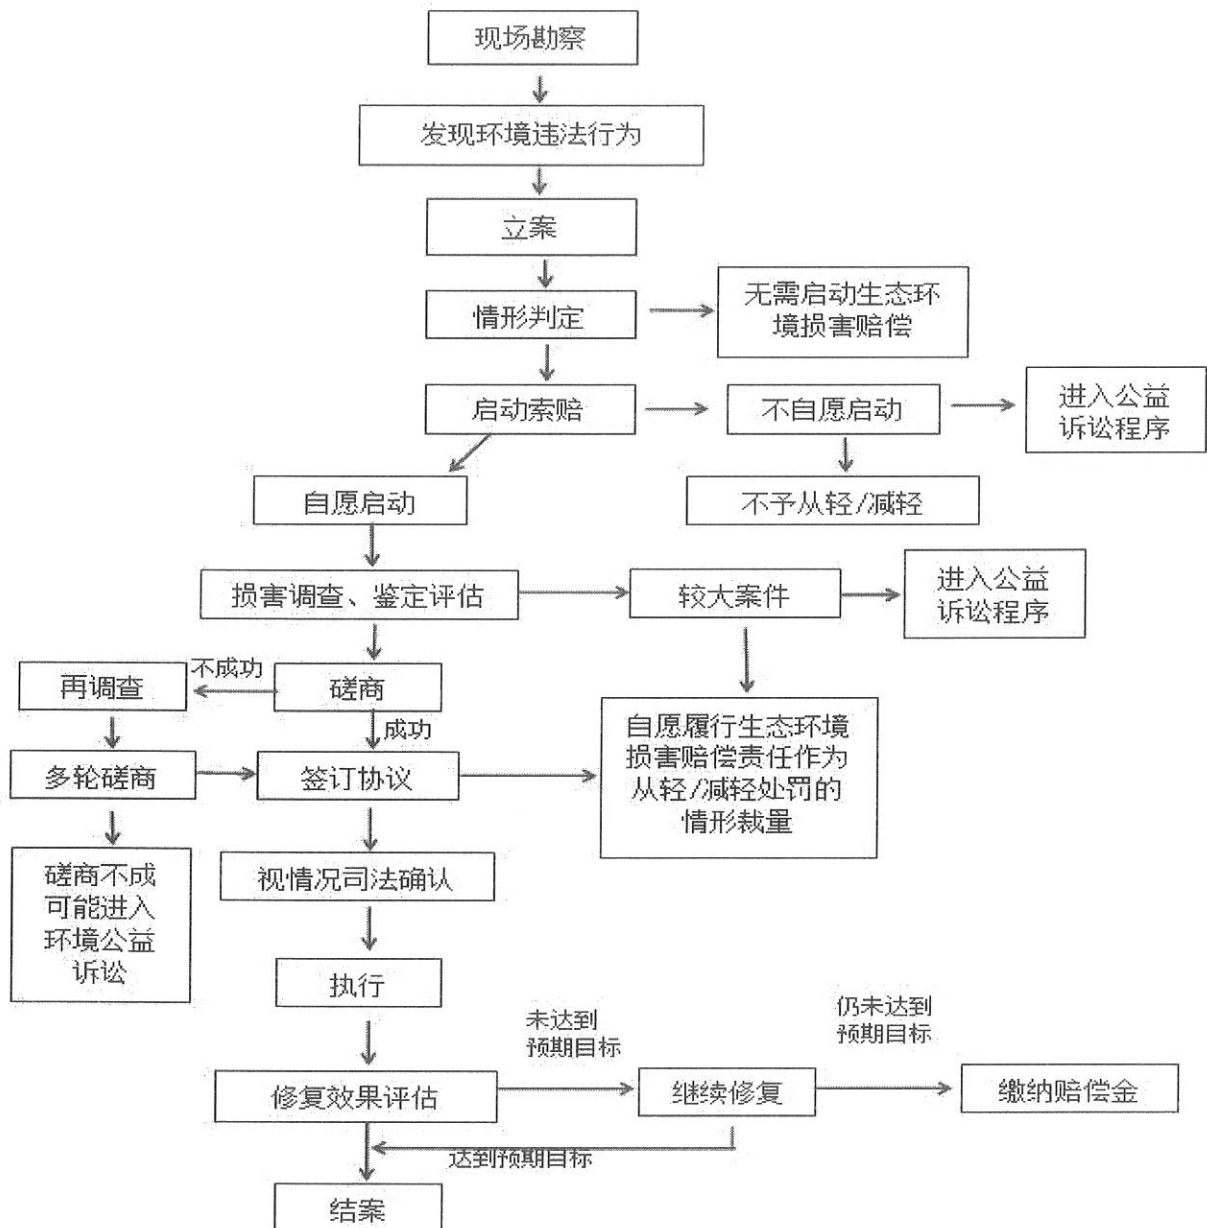 现场勘察
发现环境违法行为
立案
情形判定
无需启动生态环
境损害赔偿
启动索赔
不自愿启动
进入公益
诉讼程序
自愿启动
不予从轻/减轻
损害调查、鉴定评估
较大案件
进入公益
诉讼程序
再调查
不成功
磋商
成功
多轮磋商
签订协议
自愿履行生态环境
损害赔偿责任作为
从轻/减轻处罚的
情形裁量
磋商不成
可能进入
环境公益
诉讼
视情况司法确认
执行
未达到
预期目标
仍未达到
预期目标
修复效果评估
继续修复
缴纳赔偿金
达到预期目标
结案